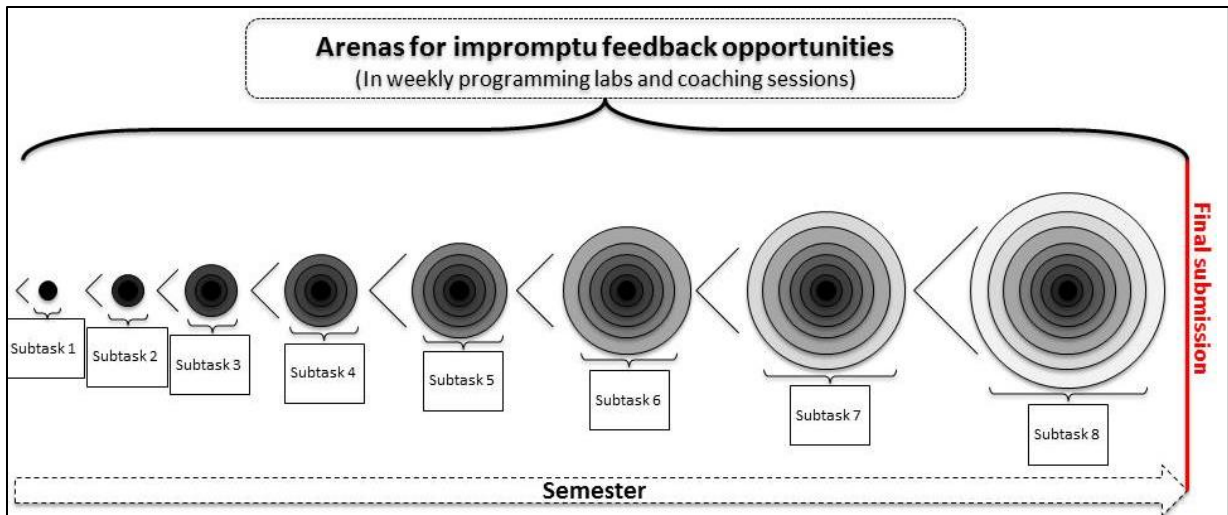 Arenas for impromptu feedback opportunities
(In weekly programming labs and coaching sessions)
Final submission
Subtask 1
Subtask 2
Subtask 3
Subtask 4
Subtask 5
Subtask 6
Subtask 7
Subtask 8
Semester